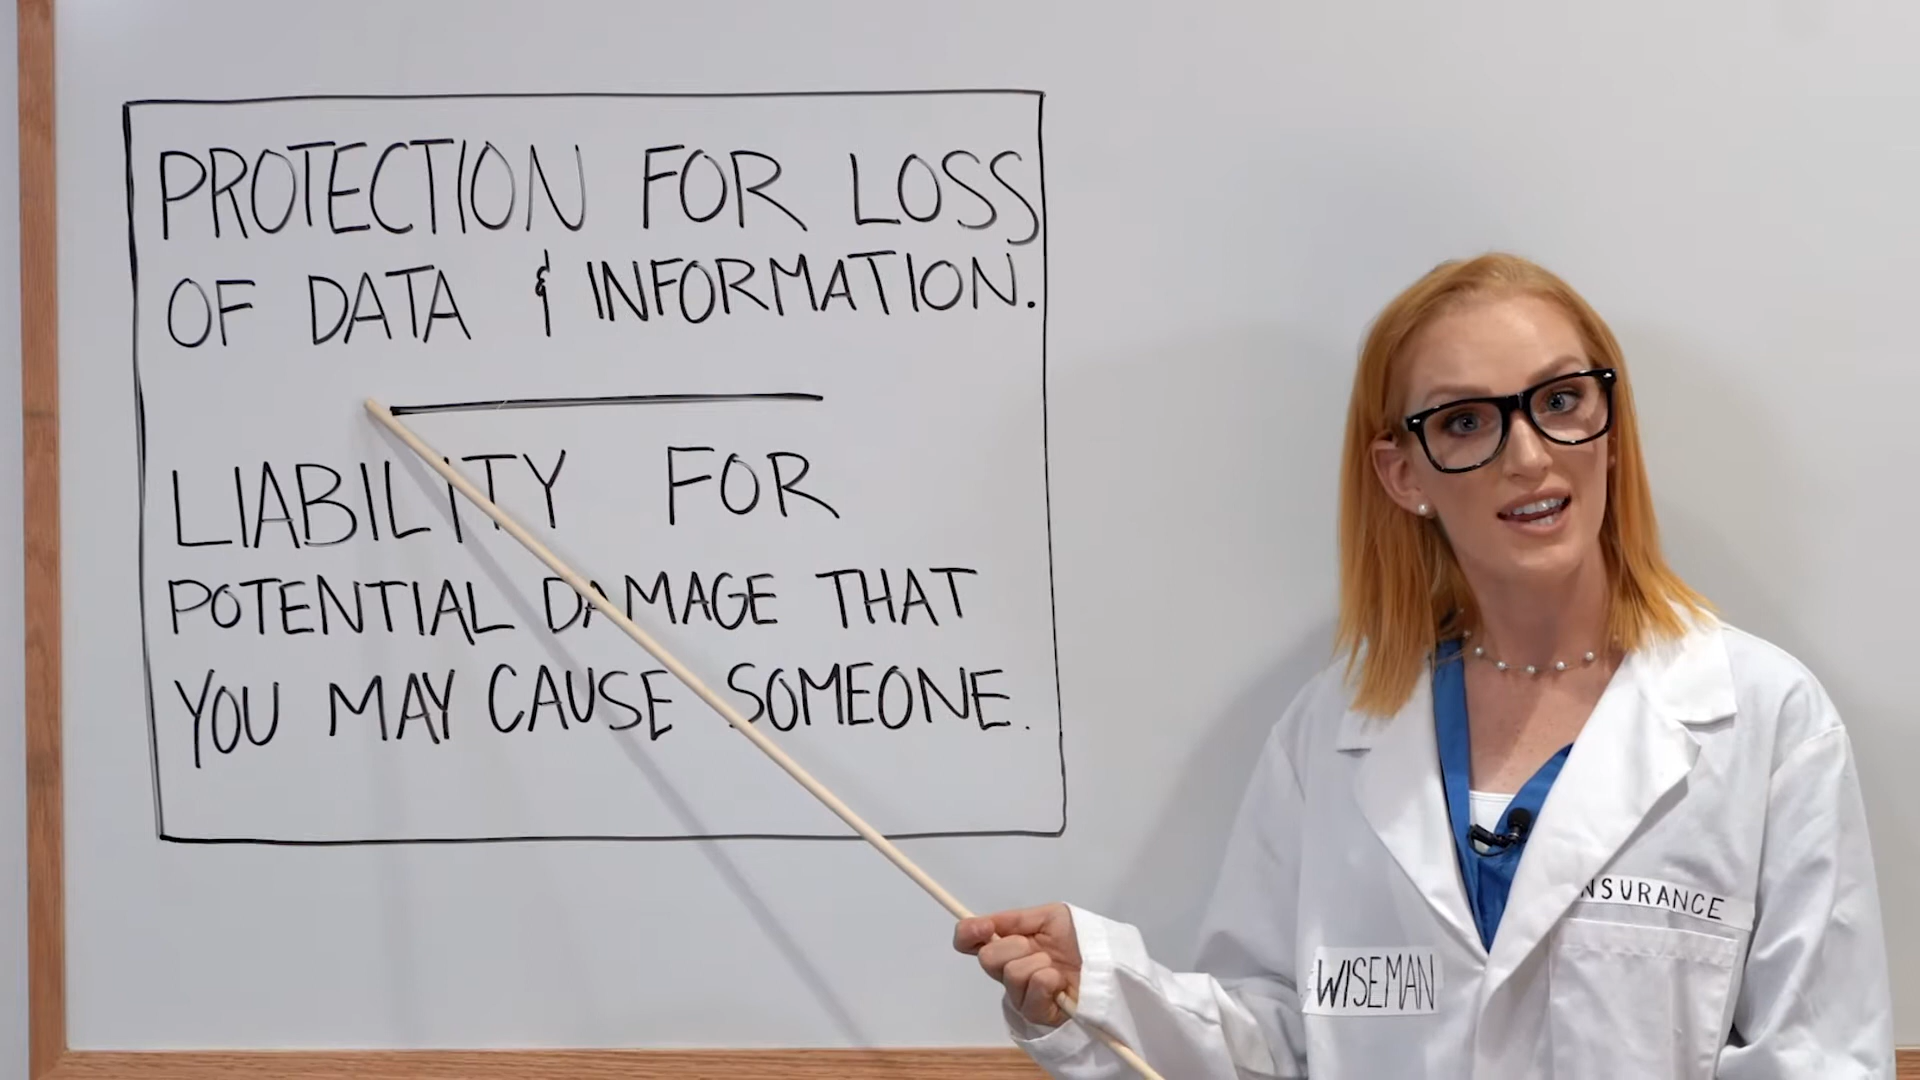 PROTECTION FOR LOSS
OF DATA & INFORMATION.
LIABILITY FOR
POTENTIAL DAMAGE THAT
YOU MAY CAUSE SOMEONE.
NSURANCE
WISEMAN